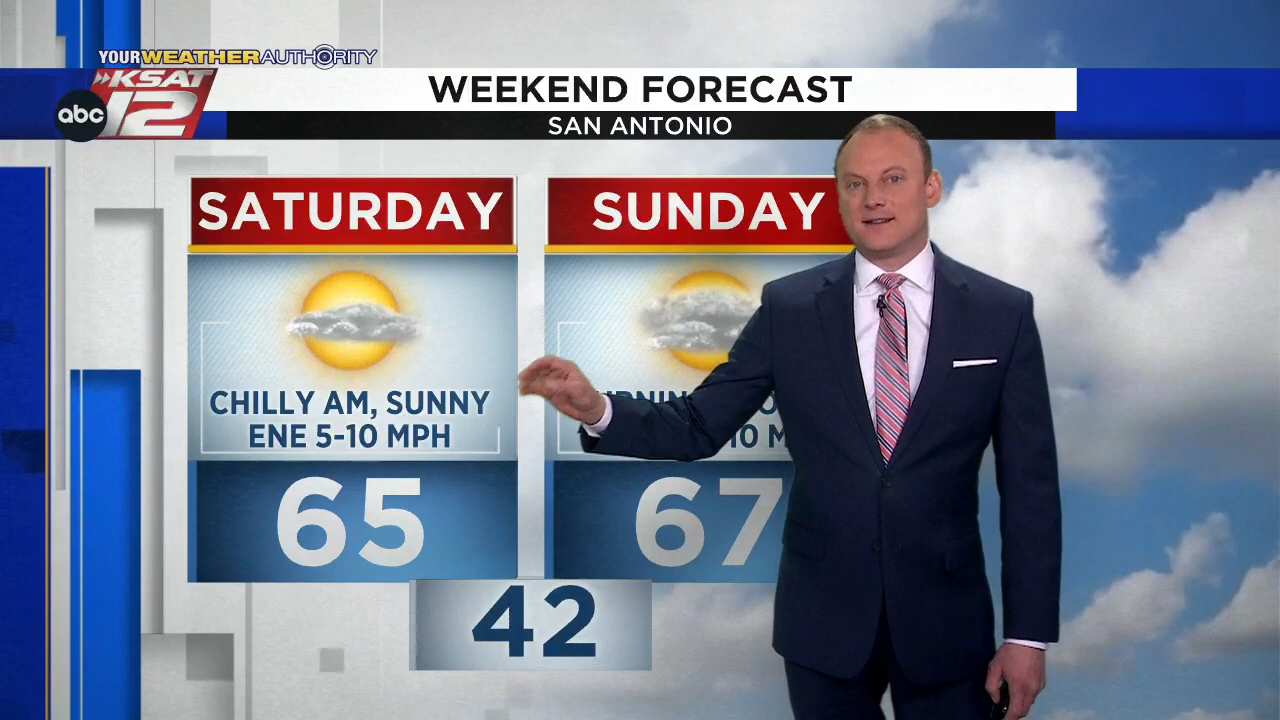 YOURWEATHERAUTHORITY
KSAT
abc
12
WEEKEND FORECAST
SAN ANTONIO
SATURDAY
SUNDAY
CHILLY AM, SUNNY
ENE 5-10 MPH
65
67
42